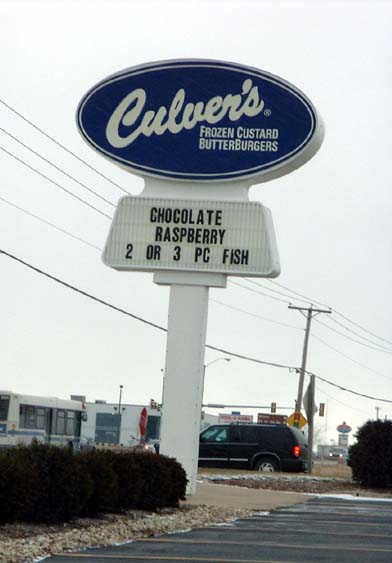 Culver's®
FROZEN CUSTARD
BUTTERBURGERS
CHOCOLATE
RASPBERRY
2 OR 3 PC FISH